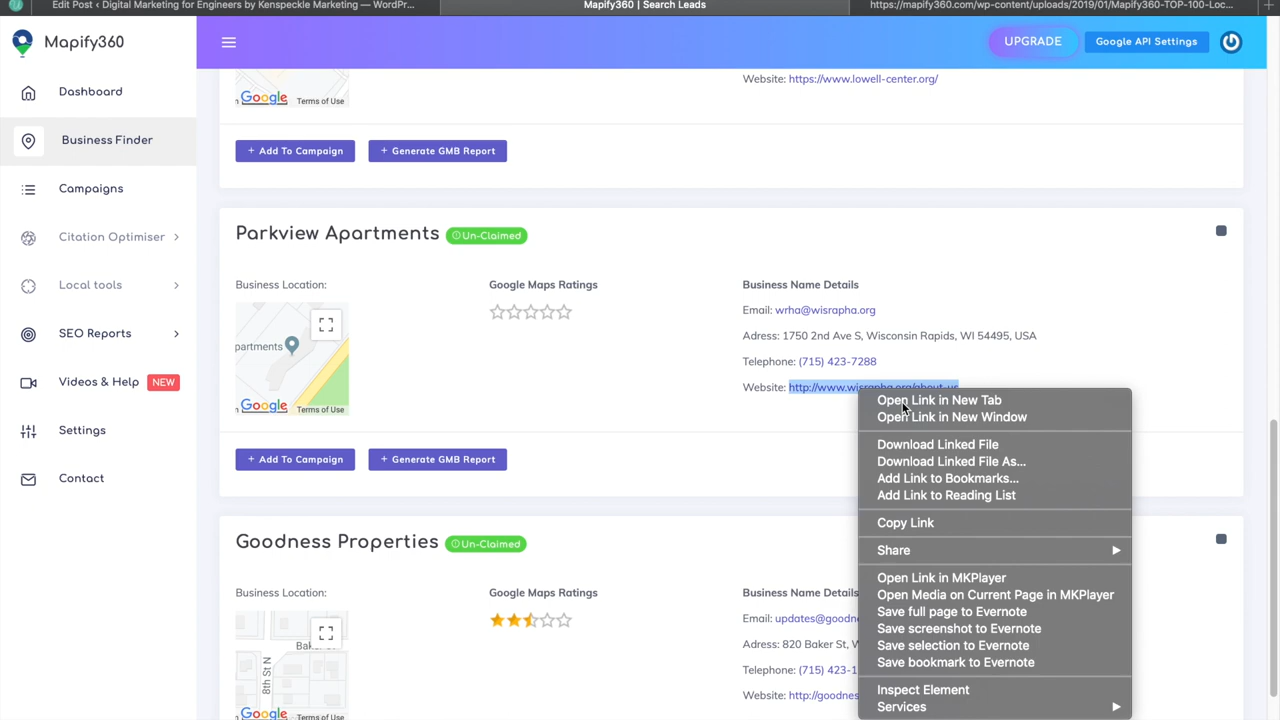 Edit Post ‹ Digital Marketing for Engineers by Kenspeckle Marketing — WordPr...
Mapify360 | Search Leads
https://mapify360.com/wp-content/uploads/2019/01/Mapify360-TOP-100-Loc...
Mapify360
UPGRADE
Google API Settings
Dashboard
Business Finder
Campaigns
Citation Optimiser
Local tools
SEO Reports
Videos & Help NEW
Settings
Contact
Website: https://www.lowell-center.org/
Google Terms of Use
+ Add To Campaign
+ Generate GMB Report
Parkview Apartments Un-Claimed
Business Location:
Google Maps Ratings
Business Name Details
Email: wrha@wisrapha.org
Adress: 1750 2nd Ave S, Wisconsin Rapids, WI 54495, USA
Telephone: (715) 423-7288
Website: http://www.wisrapha.org/about-us
partments
Google Terms of Use
+ Add To Campaign
+ Generate GMB Report
Open Link in New Tab
Open Link in New Window
Download Linked File
Download Linked File As...
Add Link to Bookmarks...
Add Link to Reading List
Copy Link
Share
Open Link in MKPlayer
Open Media on Current Page in MKPlayer
Save full page to Evernote
Save screenshot to Evernote
Save selection to Evernote
Save bookmark to Evernote
Inspect Element
Services
Goodness Properties Un-Claimed
Business Location:
Google Maps Ratings
Business Name Details
Email: updates@goodn
Adress: 820 Baker St, W
Telephone: (715) 423-1
Website: http://goodnes
Bak
8th St N
Google Terms of Use